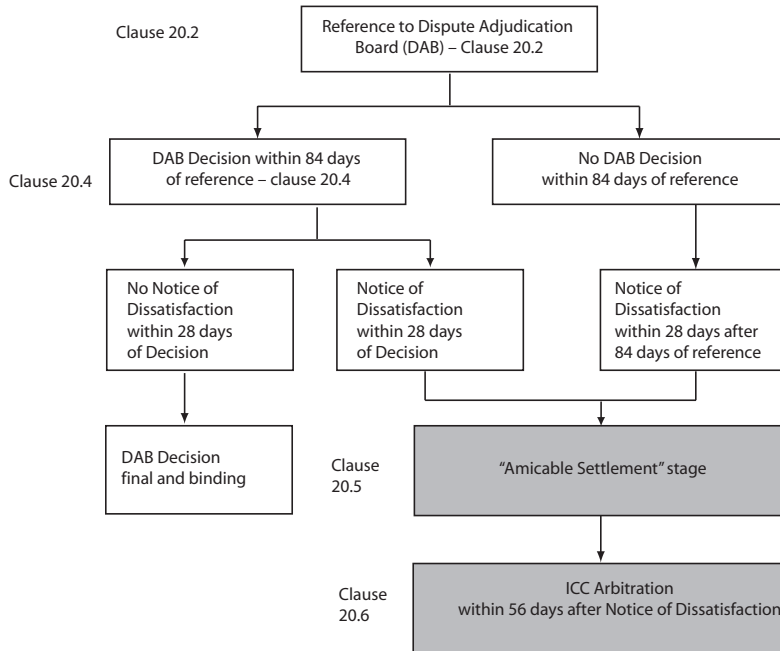 Clause 20.2
Reference to Dispute Adjudication
Board (DAB) – Clause 20.2
Clause 20.4
DAB Decision within 84 days
of reference – clause 20.4
No DAB Decision
within 84 days of reference
No Notice of
Dissatisfaction
within 28 days
of Decision
Notice of
Dissatisfaction
within 28 days
of Decision
Notice of
Dissatisfaction
within 28 days after
84 days of reference
DAB Decision
final and binding
Clause
20.5
“Amicable Settlement” stage
Clause
20.6
ICC Arbitration
within 56 days after Notice of Dissatisfaction